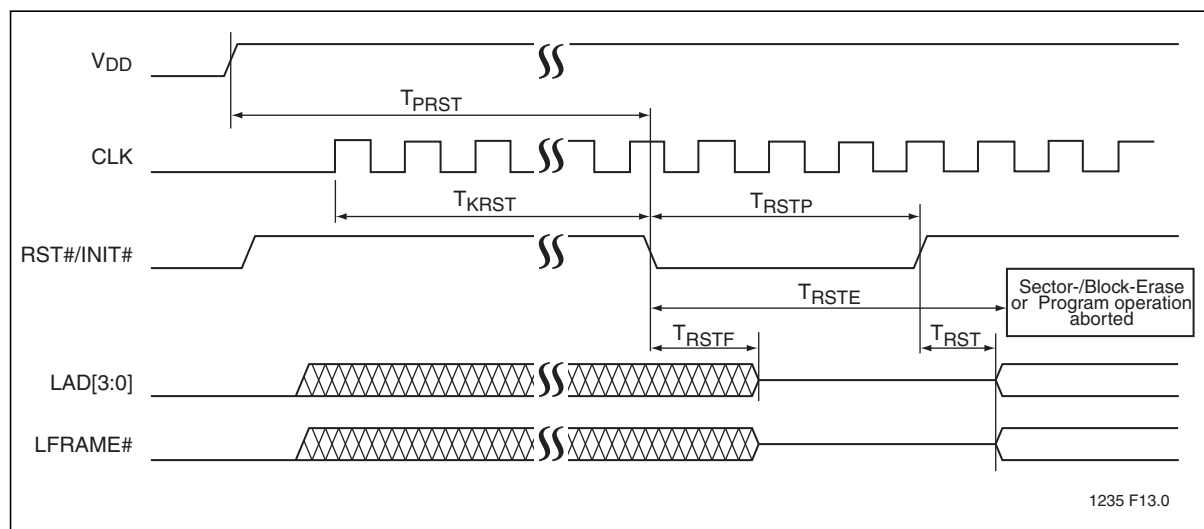 VDD
TPRST
CLK
TKRST
TRSTP
RST#/INIT#
TRSTE
Sector-/Block-Erase
or Program operation
aborted
TRSTF
TRST
LAD[3:0]
LFRAME#
1235 F13.0